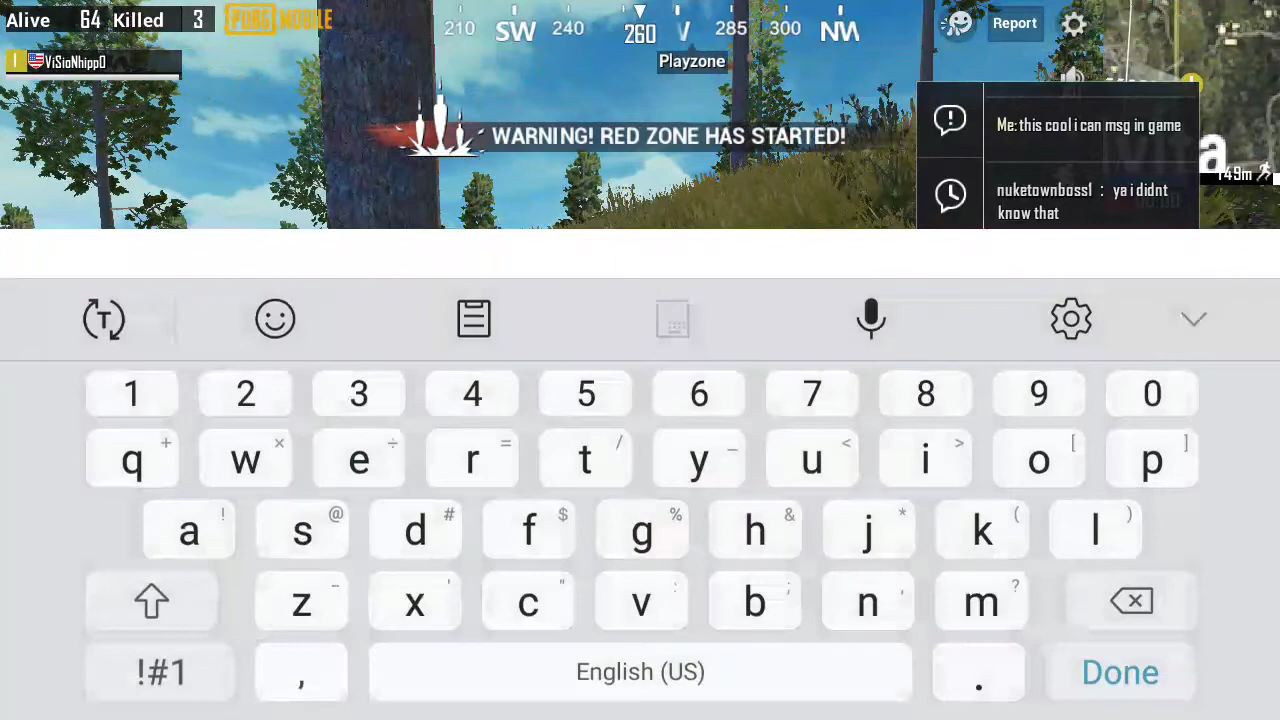 Alive 64 Killed 3 PUBG MOBILE
210 SW 240 260 V 285 300 NW
Report
ViSioNhipp0
Playzone
WARNING! RED ZONE HAS STARTED!
Me: this cool i can msg in game
149m
nuketownboss1 : ya i didnt
know that
T
1 2 3 4 5 6 7 8 9 0
q + w × e ÷ r = t / y _ u < i > o [ p ]
a ! s @ d # f $ g % h & j * k ( l )
z - x ' c " v : b ; n , m ?
!#1 , English (US) . Done